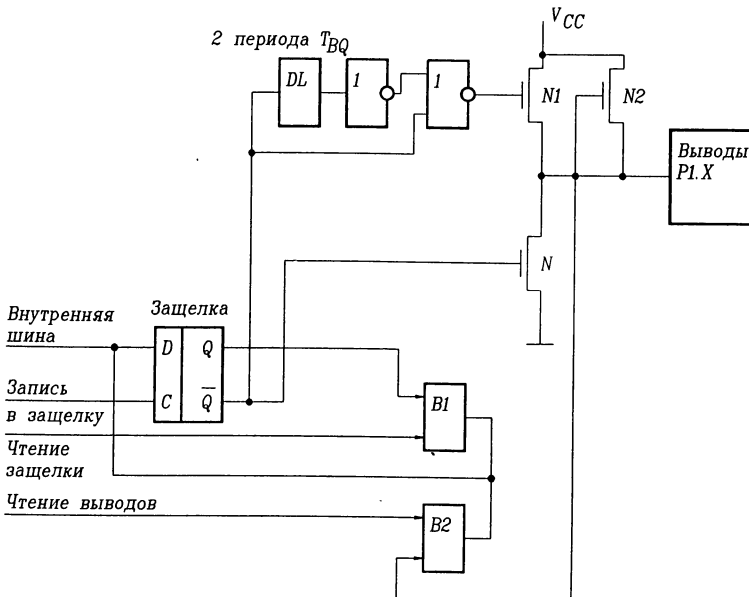 V_CC
2 периода T_BQ
DL
1
1
N1
N2
Выводы
P1.X
N
Защелка
Внутренняя
шина
D
Q
Запись
в защелку
C
Q̅
B1
Чтение
защелки
Чтение выводов
B2